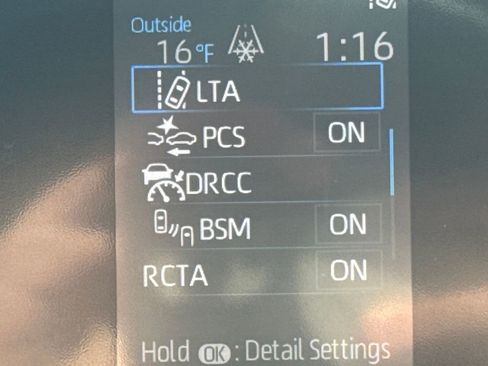 Outside
16°F 1:16
LTA
PCS ON
DRCC
BSM ON
RCTA ON
Hold OK : Detail Settings